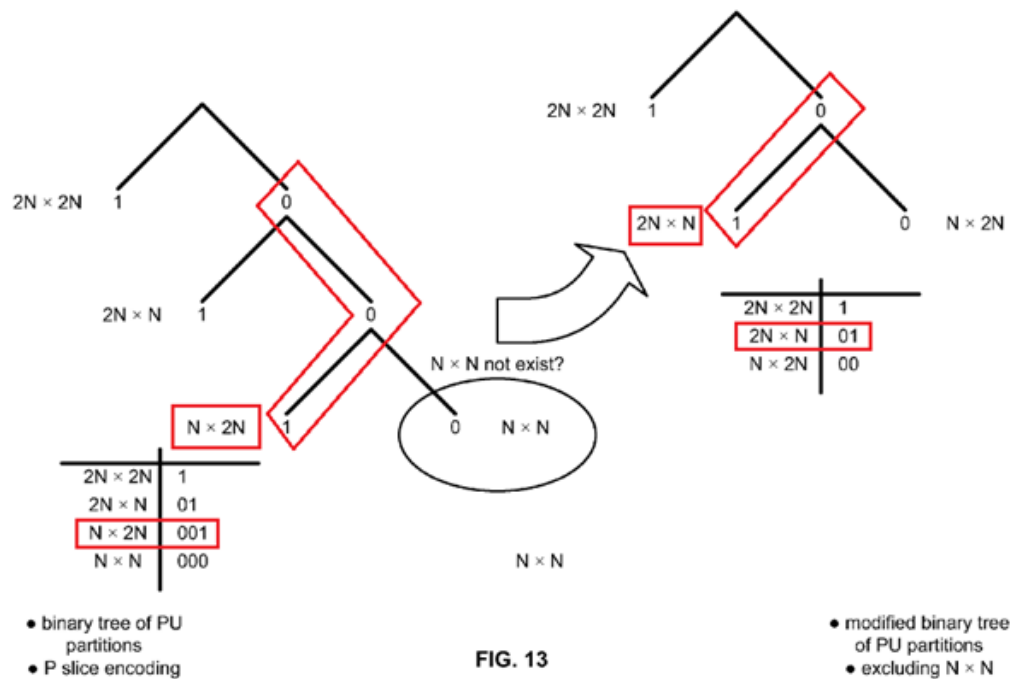 2N × 2N 1 0
2N × N 1 0
N × 2N 1 0 N × N
N × N not exist?
2N × 2N 1
2N × N 01
N × 2N 001
N × N 000
N × N
• binary tree of PU
partitions
• P slice encoding
2N × 2N 1 0
2N × N 1 0 N × 2N
2N × 2N 1
2N × N 01
N × 2N 00
• modified binary tree
of PU partitions
• excluding N × N
FIG. 13